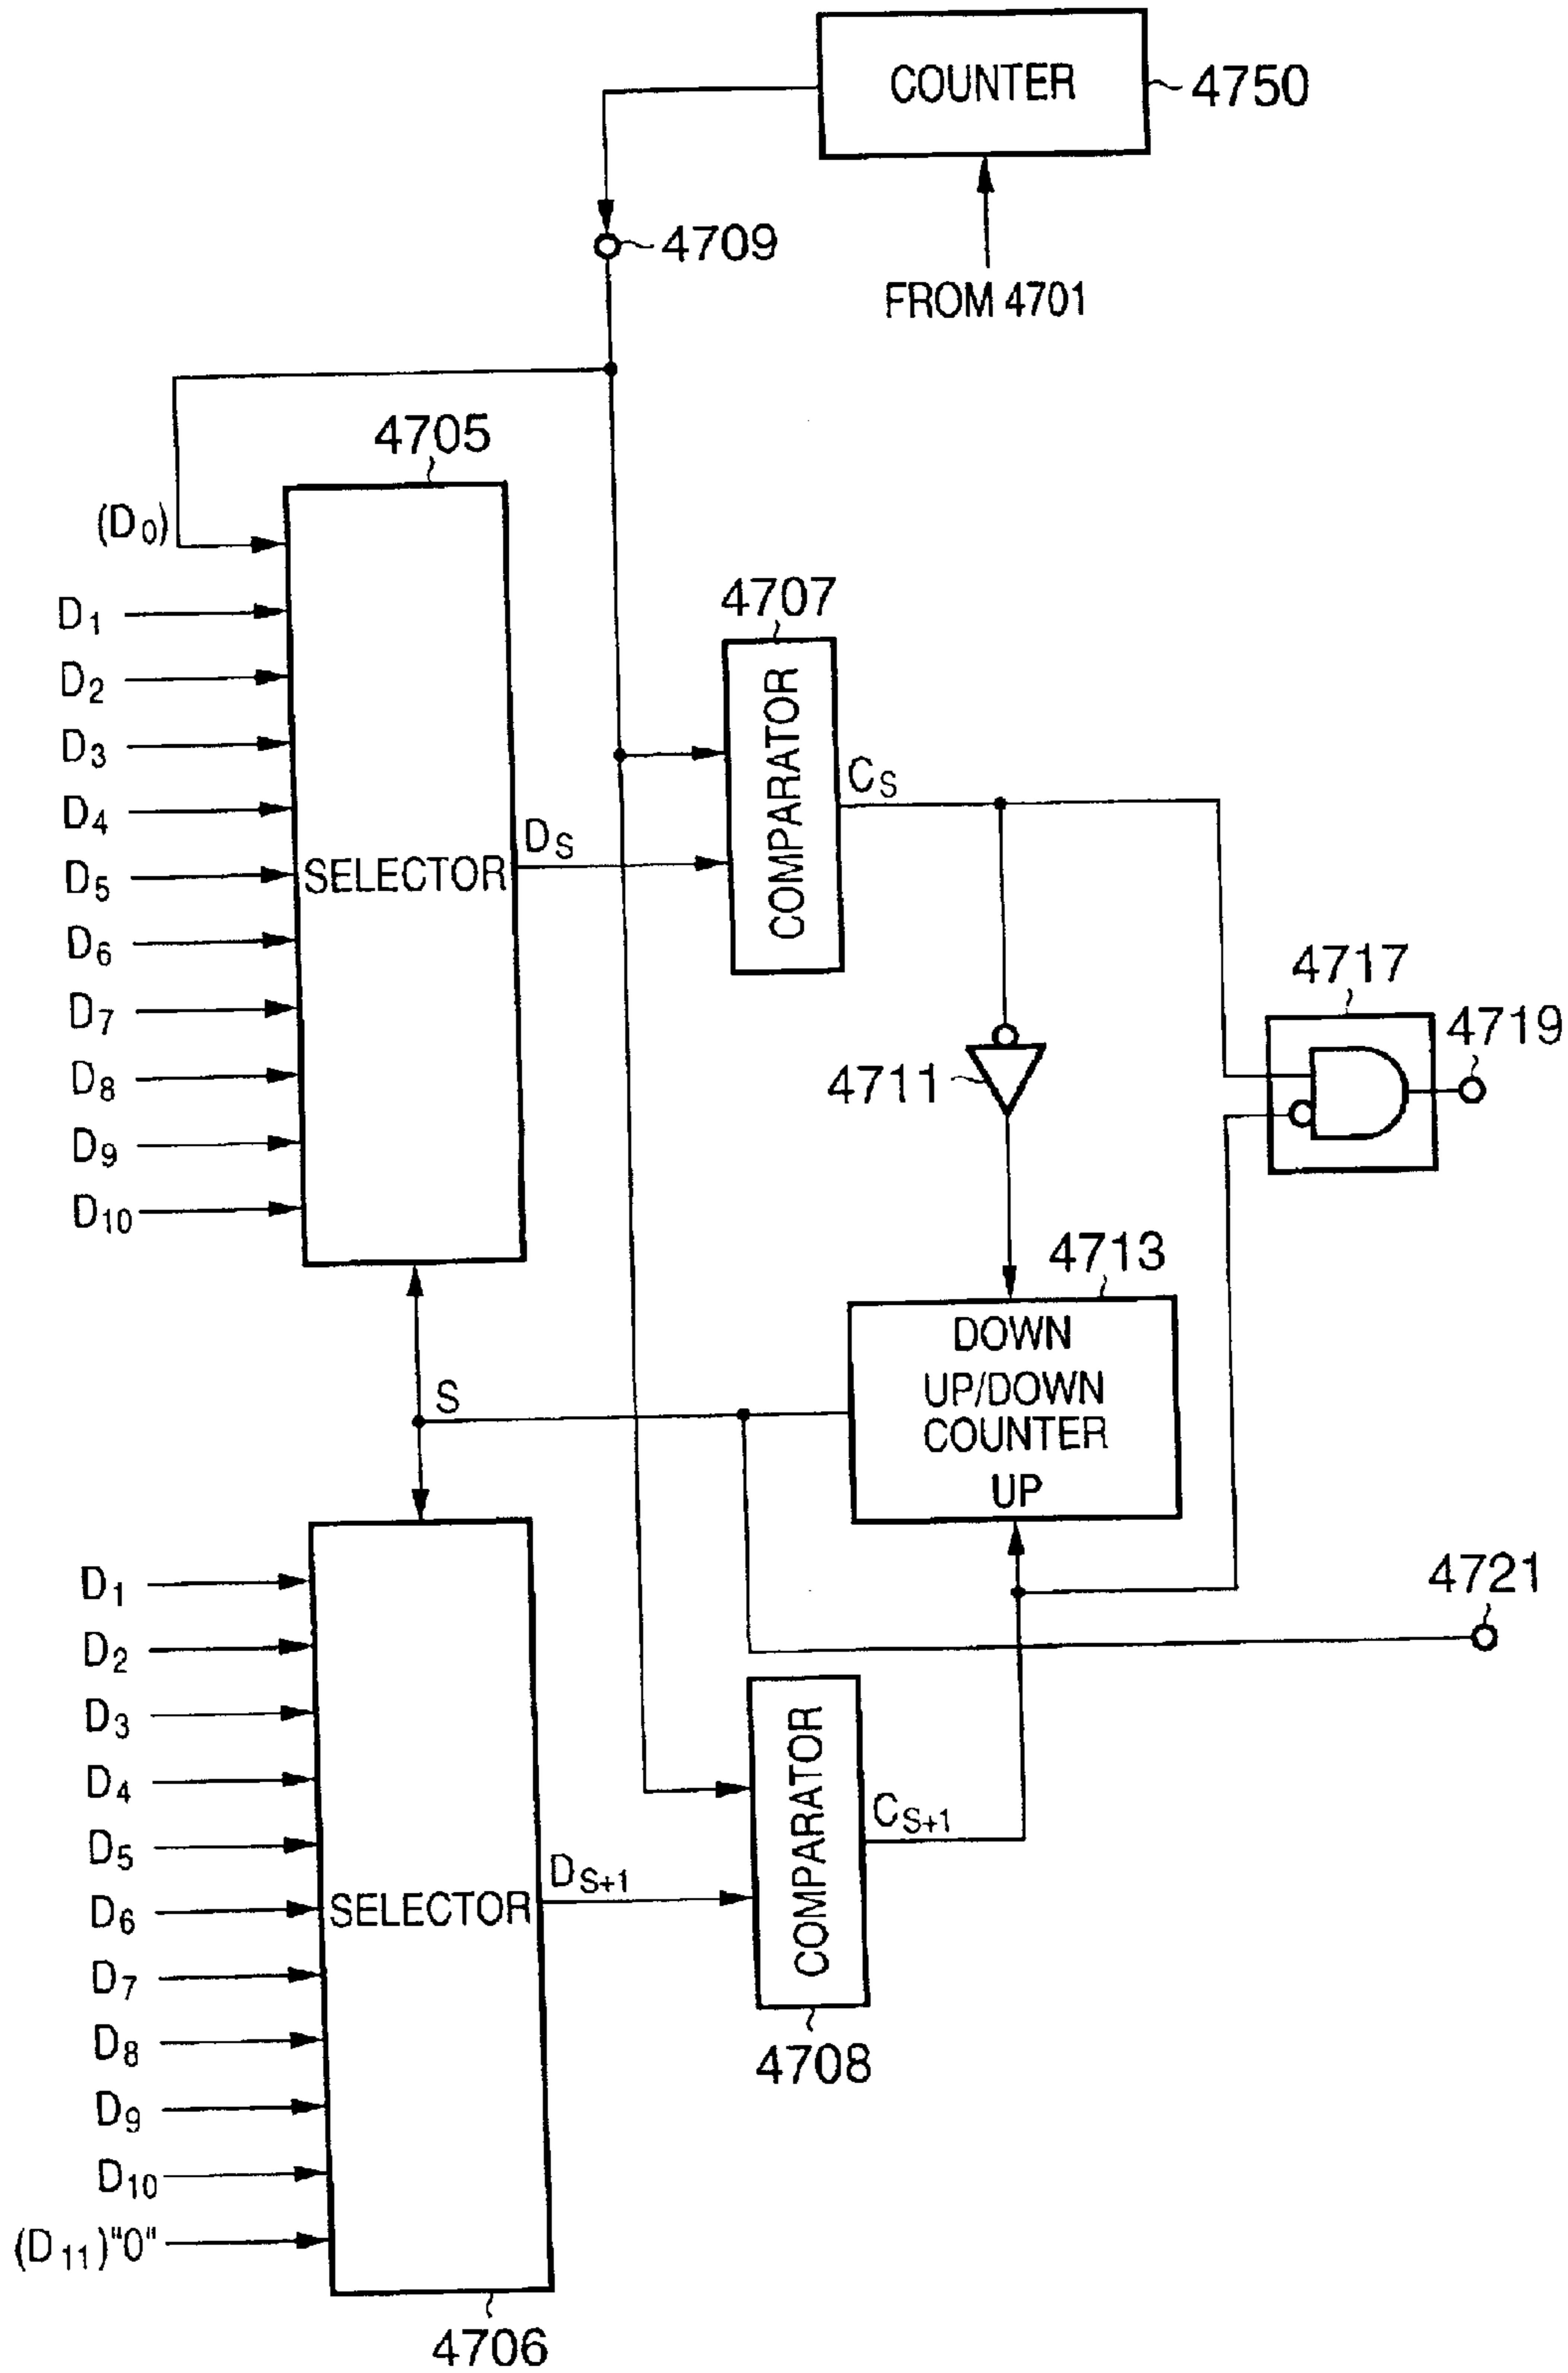 COUNTER
4750
4709
FROM 4701
4705
(D0)
D1
D2
D3
D4
D5
D6
D7
D8
D9
D10
SELECTOR
DS
4707
COMPARATOR
CS
4711
4717
4719
4713
DOWN
UP/DOWN
COUNTER
UP
S
4721
D1
D2
D3
D4
D5
D6
D7
D8
D9
D10
(D11)"0"
SELECTOR
DS+1
COMPARATOR
CS+1
4708
4706